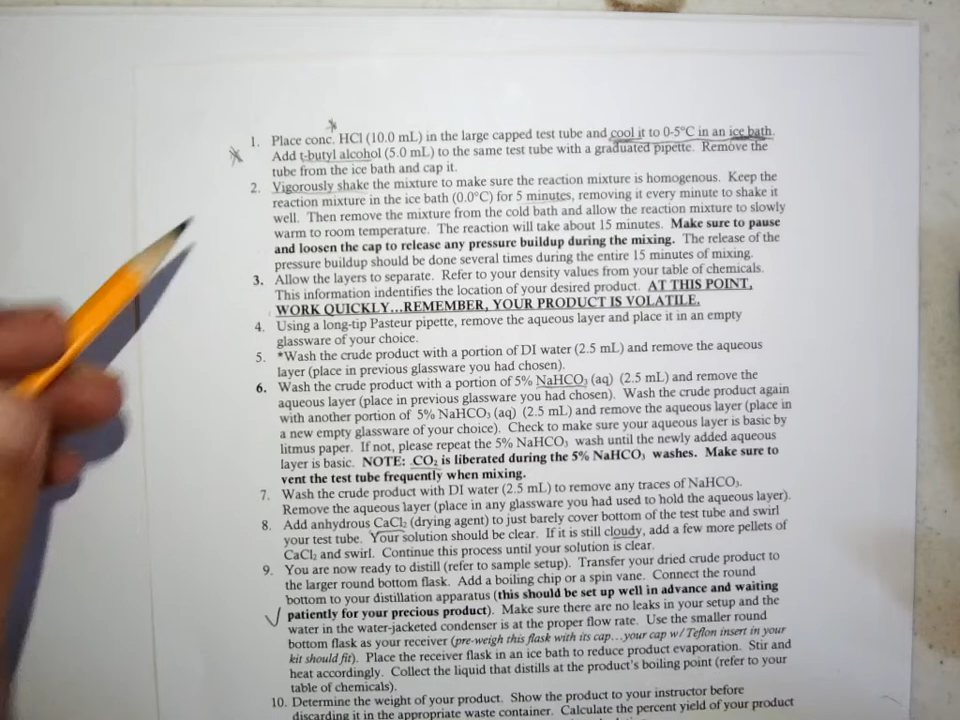 1. Place conc. HCl (10.0 mL) in the large capped test tube and cool it to 0-5°C in an ice bath.
Add t-butyl alcohol (5.0 mL) to the same test tube with a graduated pipette. Remove the
tube from the ice bath and cap it.
2. Vigorously shake the mixture to make sure the reaction mixture is homogenous. Keep the
reaction mixture in the ice bath (0.0°C) for 5 minutes, removing it every minute to shake it
well. Then remove the mixture from the cold bath and allow the reaction mixture to slowly
warm to room temperature. The reaction will take about 15 minutes. Make sure to pause
and loosen the cap to release any pressure buildup during the mixing. The release of the
pressure buildup should be done several times during the entire 15 minutes of mixing.
3. Allow the layers to separate. Refer to your density values from your table of chemicals.
This information indentifies the location of your desired product. AT THIS POINT,
WORK QUICKLY...REMEMBER, YOUR PRODUCT IS VOLATILE.
4. Using a long-tip Pasteur pipette, remove the aqueous layer and place it in an empty
glassware of your choice.
5. *Wash the crude product with a portion of DI water (2.5 mL) and remove the aqueous
layer (place in previous glassware you had chosen).
6. Wash the crude product with a portion of 5% NaHCO₃ (aq) (2.5 mL) and remove the
aqueous layer (place in previous glassware you had chosen). Wash the crude product again
with another portion of 5% NaHCO₃ (aq) (2.5 mL) and remove the aqueous layer (place in
a new empty glassware of your choice). Check to make sure your aqueous layer is basic by
litmus paper. If not, please repeat the 5% NaHCO₃ wash until the newly added aqueous
layer is basic. NOTE: CO₂ is liberated during the 5% NaHCO₃ washes. Make sure to
vent the test tube frequently when mixing.
7. Wash the crude product with DI water (2.5 mL) to remove any traces of NaHCO₃.
Remove the aqueous layer (place in any glassware you had used to hold the aqueous layer).
8. Add anhydrous CaCl₂ (drying agent) to just barely cover bottom of the test tube and swirl
your test tube. Your solution should be clear. If it is still cloudy, add a few more pellets of
CaCl₂ and swirl. Continue this process until your solution is clear.
9. You are now ready to distill (refer to sample setup). Transfer your dried crude product to
the larger round bottom flask. Add a boiling chip or a spin vane. Connect the round
bottom to your distillation apparatus (this should be set up well in advance and waiting
patiently for your precious product). Make sure there are no leaks in your setup and the
water in the water-jacketed condenser is at the proper flow rate. Use the smaller round
bottom flask as your receiver (pre-weigh this flask with its cap...your cap w/ Teflon insert in your
kit should fit). Place the receiver flask in an ice bath to reduce product evaporation. Stir and
heat accordingly. Collect the liquid that distills at the product's boiling point (refer to your
table of chemicals).
10. Determine the weight of your product. Show the product to your instructor before
discarding it in the appropriate waste container. Calculate the percent yield of your product